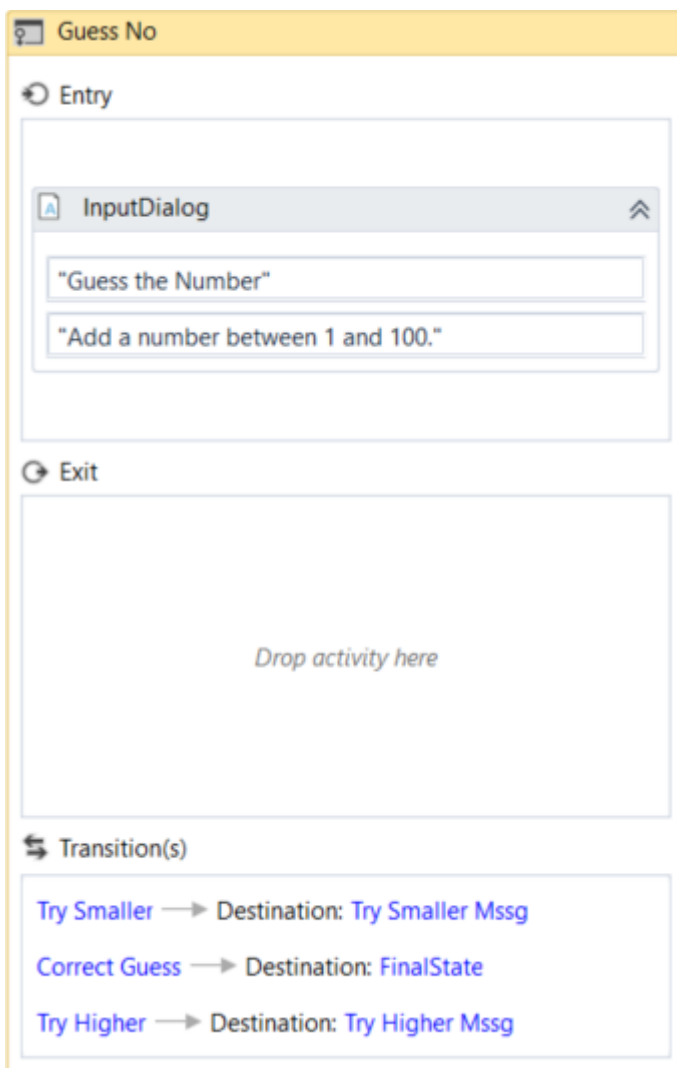 Guess No
Entry
InputDialog
"Guess the Number"
"Add a number between 1 and 100."
Exit
Drop activity here
Transition(s)
Try Smaller Destination: Try Smaller Mssg
Correct Guess Destination: FinalState
Try Higher Destination: Try Higher Mssg